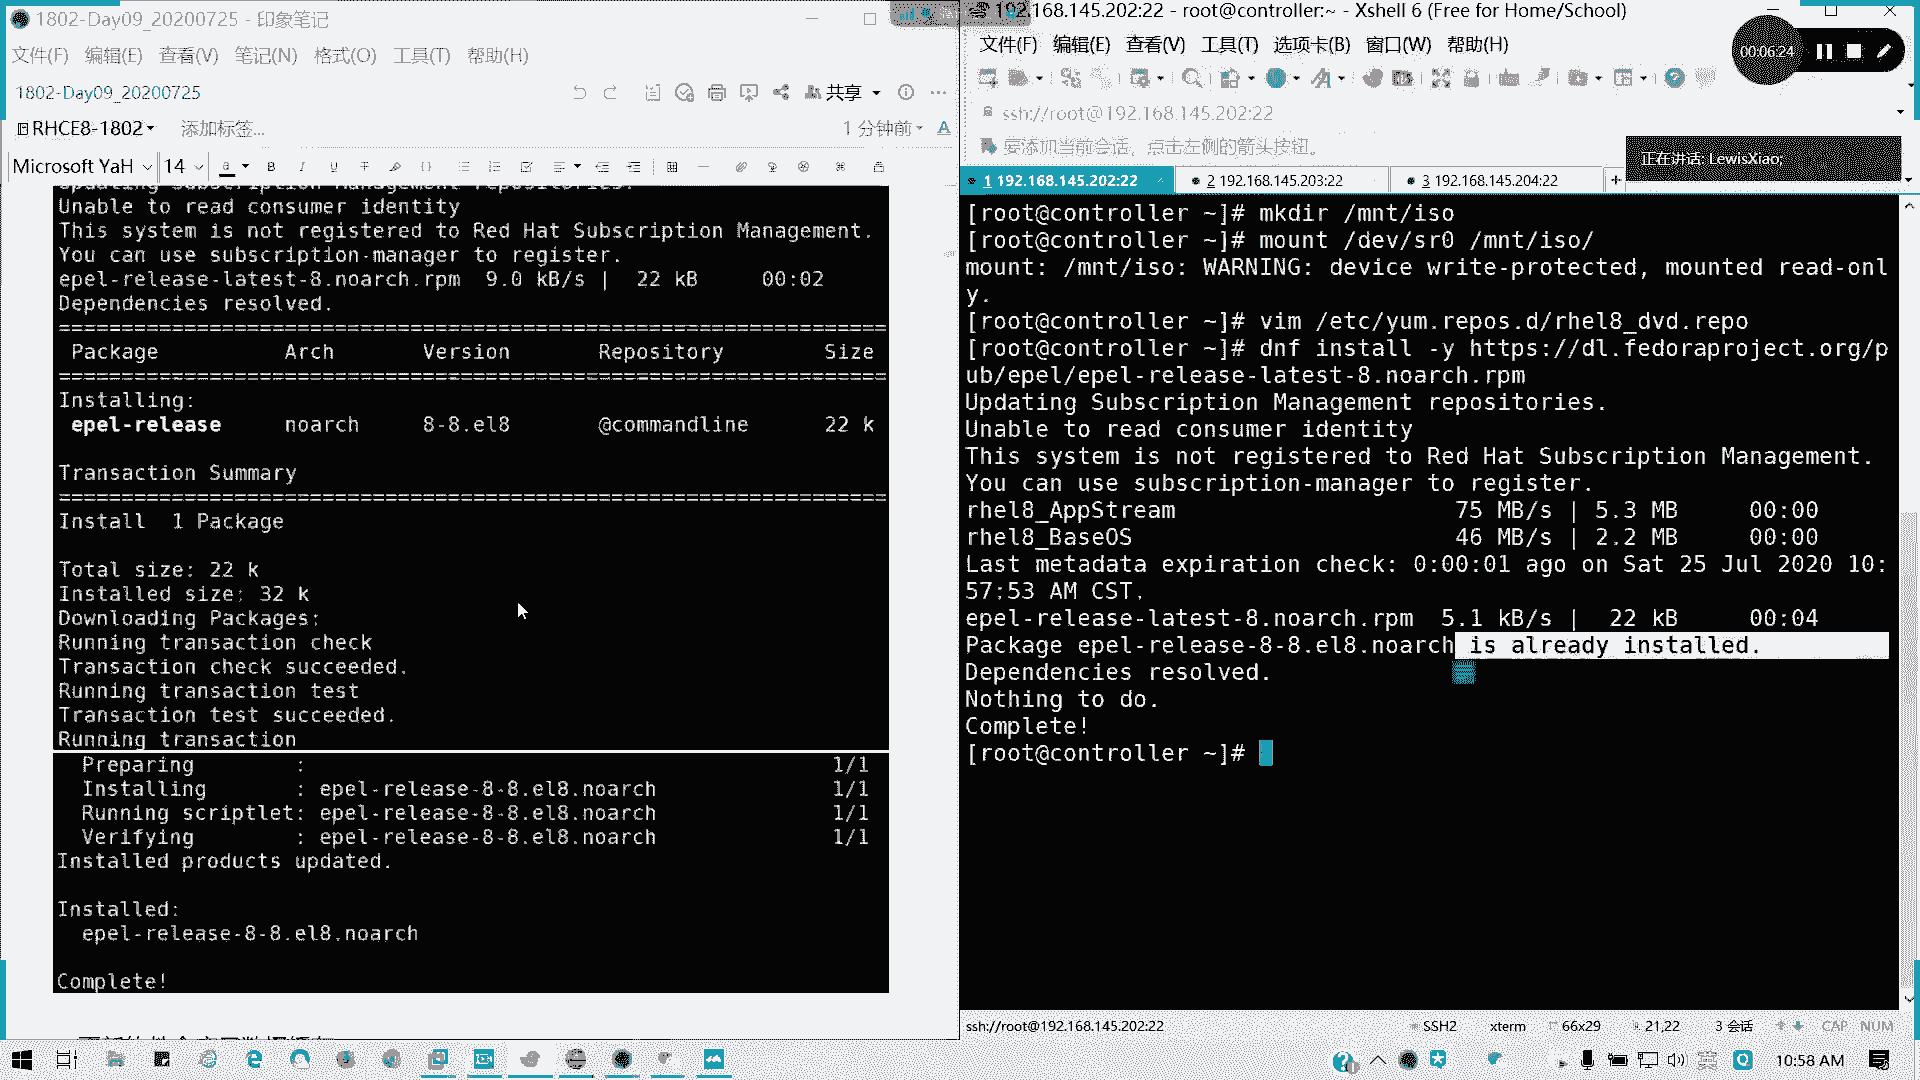 1802-Day09_20200725 - 印象笔记
文件(F) 编辑(E) 查看(V) 笔记(N) 格式(O) 工具(T) 帮助(H)
1802-Day09_20200725
共享
RHCE8-1802
添加标签...
1 分钟前
Microsoft YaH 14
Updating Subscription Management repositories.
Unable to read consumer identity
This system is not registered to Red Hat Subscription Management.
You can use subscription-manager to register.
epel-release-latest-8.noarch.rpm 9.0 kB/s | 22 kB 00:02
Dependencies resolved.
Package Arch Version Repository Size
Installing:
epel-release noarch 8-8.el8 @commandline 22 k
Transaction Summary
Install 1 Package
Total size: 22 k
Installed size: 32 k
Downloading Packages:
Running transaction check
Transaction check succeeded.
Running transaction test
Transaction test succeeded.
Running transaction
Preparing : 1/1
Installing : epel-release-8-8.el8.noarch 1/1
Running scriptlet: epel-release-8-8.el8.noarch 1/1
Verifying : epel-release-8-8.el8.noarch 1/1
Installed products updated.
Installed:
epel-release-8-8.el8.noarch
Complete!
192.168.145.202:22 - root@controller:~ - Xshell 6 (Free for Home/School)
文件(F) 编辑(E) 查看(V) 工具(T) 选项卡(B) 窗口(W) 帮助(H)
00:06:24
ssh://root@192.168.145.202:22
要添加当前会话，点击左侧的箭头按钮。
正在讲话: LewisXiao;
1 192.168.145.202:22
2 192.168.145.203:22
3 192.168.145.204:22
[root@controller ~]# mkdir /mnt/iso
[root@controller ~]# mount /dev/sr0 /mnt/iso/
mount: /mnt/iso: WARNING: device write-protected, mounted read-onl
y.
[root@controller ~]# vim /etc/yum.repos.d/rhel8_dvd.repo
[root@controller ~]# dnf install -y https://dl.fedoraproject.org/p
ub/epel/epel-release-latest-8.noarch.rpm
Updating Subscription Management repositories.
Unable to read consumer identity
This system is not registered to Red Hat Subscription Management.
You can use subscription-manager to register.
rhel8_AppStream 75 MB/s | 5.3 MB 00:00
rhel8_BaseOS 46 MB/s | 2.2 MB 00:00
Last metadata expiration check: 0:00:01 ago on Sat 25 Jul 2020 10:
57:53 AM CST.
epel-release-latest-8.noarch.rpm 5.1 kB/s | 22 kB 00:04
Package epel-release-8-8.el8.noarch is already installed.
Dependencies resolved.
Nothing to do.
Complete!
[root@controller ~]#
ssh://root@192.168.145.202:22
SSH2 xterm 66x29 21,22 3 会话 CAP NUM
10:58 AM